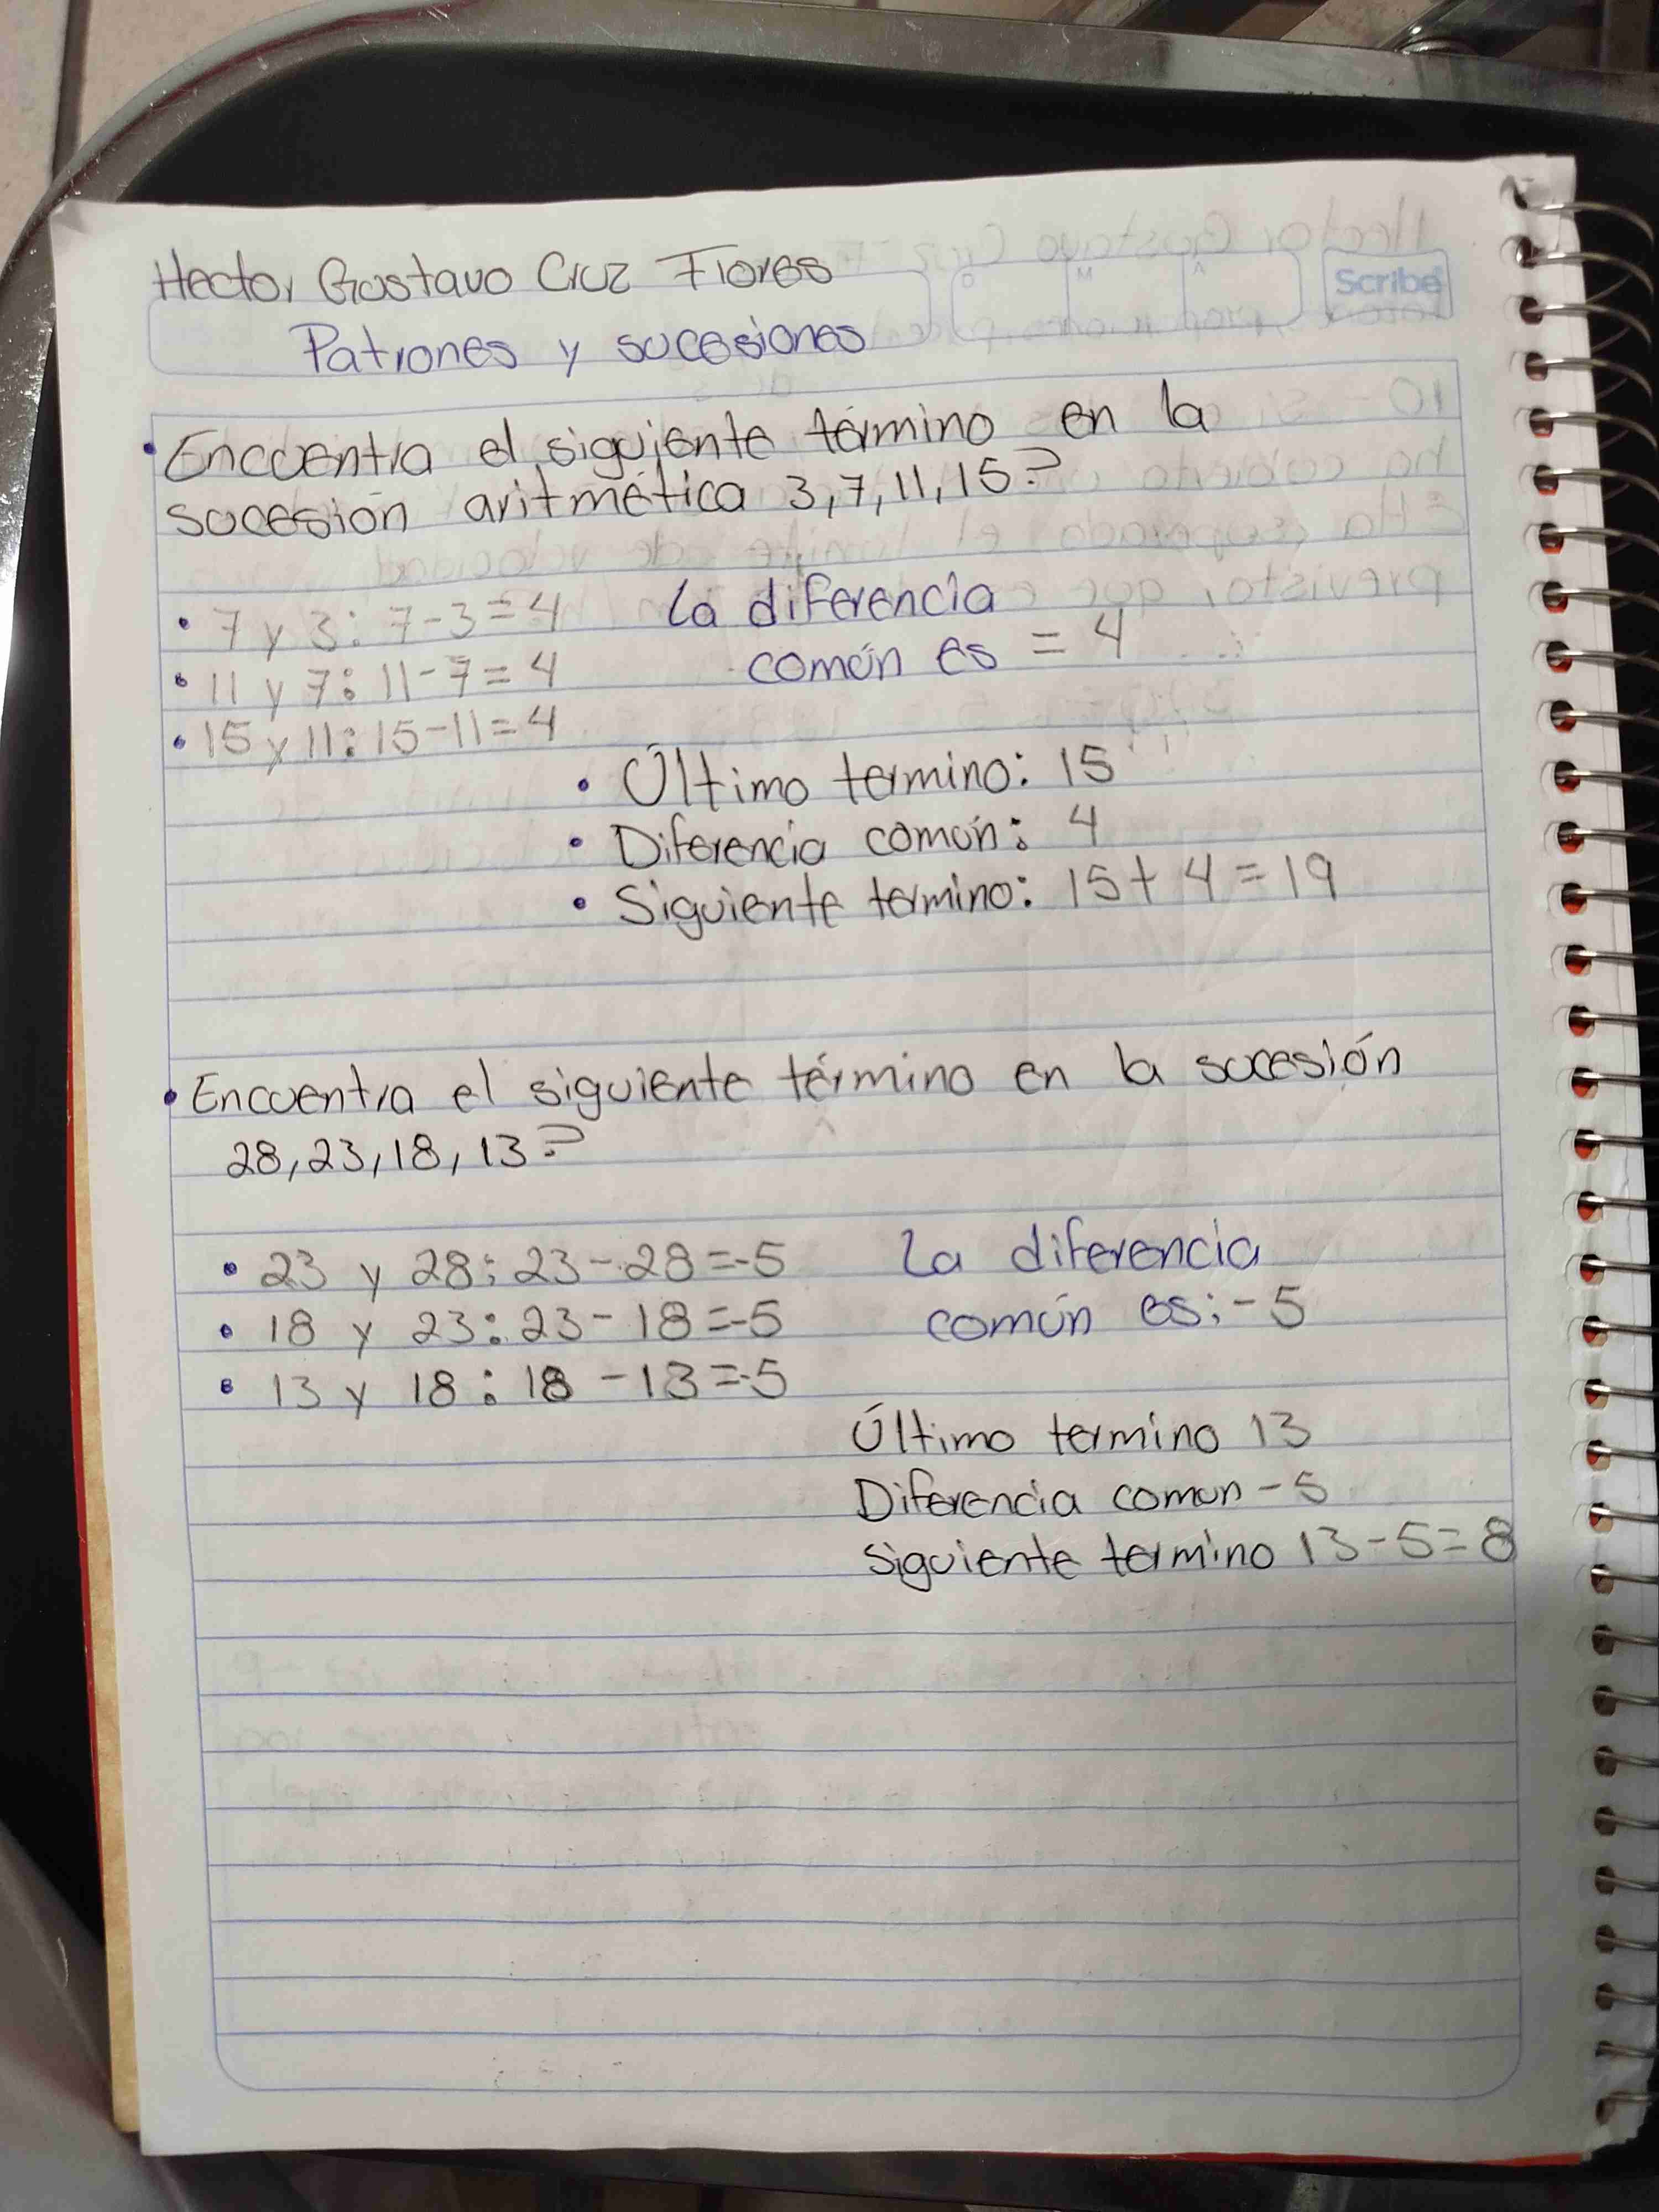 Hector Gustavo Cruz Flores
Scribe
D M A
Patrones y sucesiones
• Encuentra el siguiente término en la
sucesión aritmética 3,7,11,15?
• 7 y 3: 7-3=4
La diferencia
común es = 4
• 11 y 7: 11-7=4
• 15 y 11: 15-11=4
• Último termino: 15
• Diferencia común: 4
• Siguiente termino: 15+4=19
• Encuentra el siguiente término en la sucesión
28,23,18,13?
• 23 y 28: 23-28=-5
• 18 y 23: 23-18=-5
• 13 y 18: 18-13=-5
La diferencia
común es: -5
Último termino 13
Diferencia comun -5
siguiente termino 13-5=8